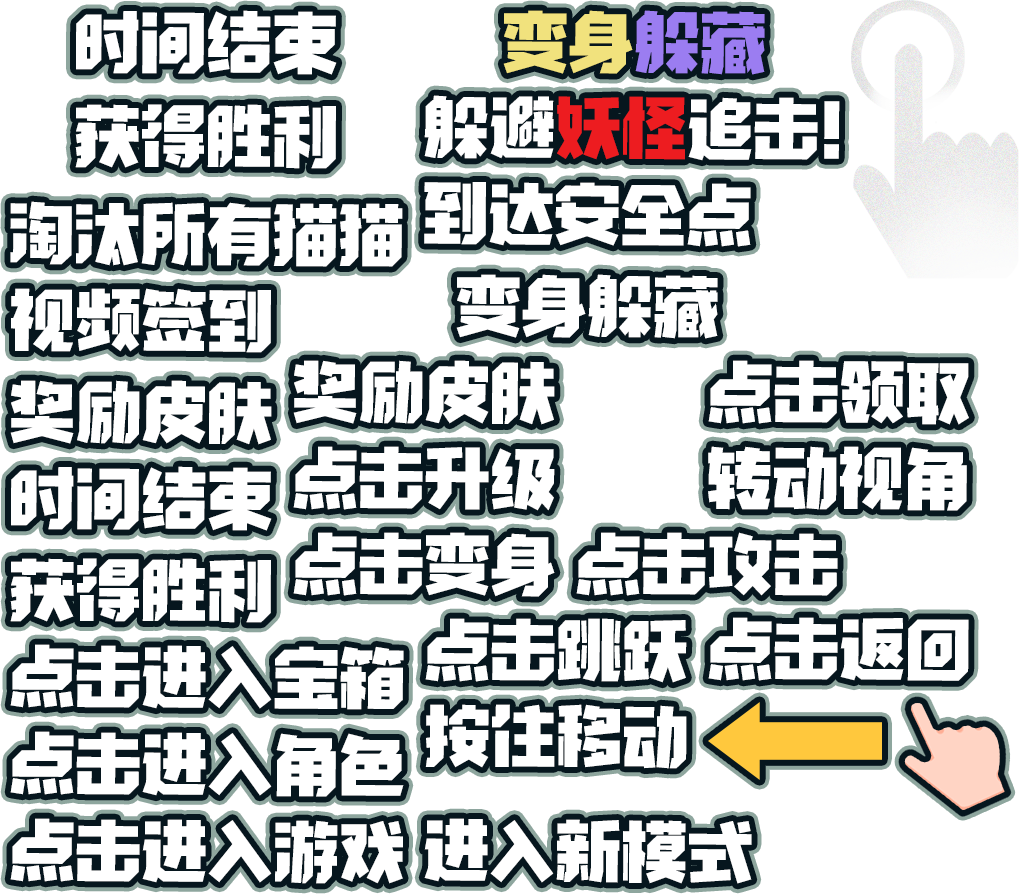 时间结束
变身躲藏
获得胜利
躲避妖怪追击!
淘汰所有猫猫
到达安全点
视频签到
变身躲藏
奖励皮肤
奖励皮肤
点击领取
时间结束
点击升级
转动视角
获得胜利
点击变身
点击攻击
点击进入宝箱
点击跳跃
点击返回
点击进入角色
按住移动
点击进入游戏
进入新模式